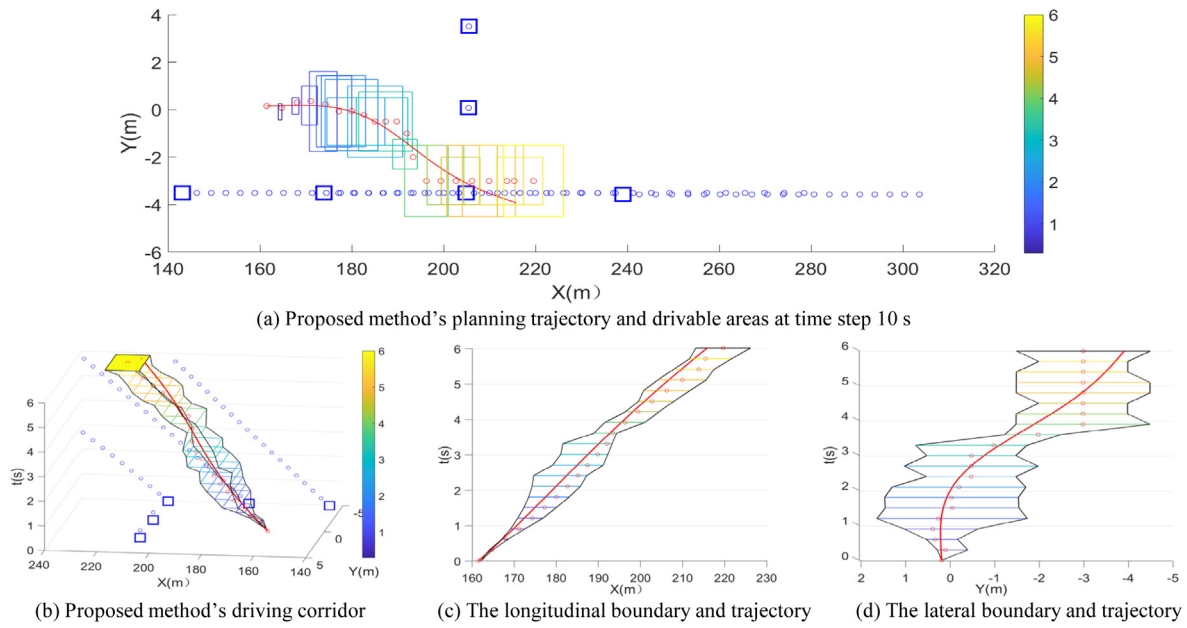 4
2
0
-2
-4
-6
Y(m)
140 160 180 200 220 240 260 280 300 320
X(m)
6
5
4
3
2
1
(a) Proposed method's planning trajectory and drivable areas at time step 10 s
6
5
4
3
2
1
0
t(s)
240 220 200 180 160 140
X(m)
-5
0
5
Y(m)
6
5
4
3
2
1
6
5
4
3
2
1
0
t(s)
160 170 180 190 200 210 220 230
X(m)
6
5
4
3
2
1
0
t(s)
2 1 0 -1 -2 -3 -4 -5
Y(m)
(b) Proposed method's driving corridor
(c) The longitudinal boundary and trajectory
(d) The lateral boundary and trajectory